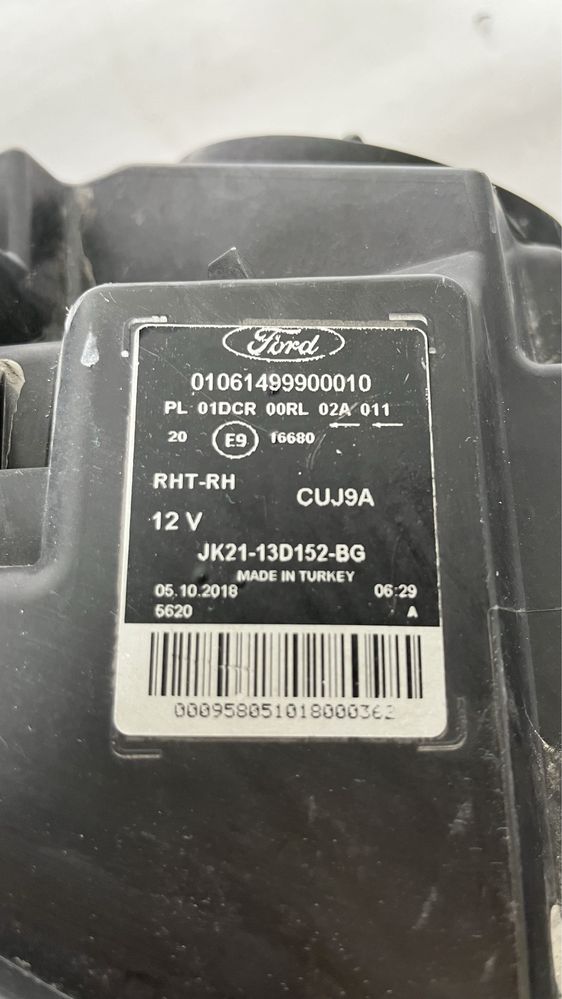 Ford
01061499900010
PL 01DCR 00RL 02A 011
20 E9 16680
RHT-RH
CUJ9A
12 V
JK21-13D152-BG
MADE IN TURKEY
05.10.2018 06:29
5620 A
000958051018000362